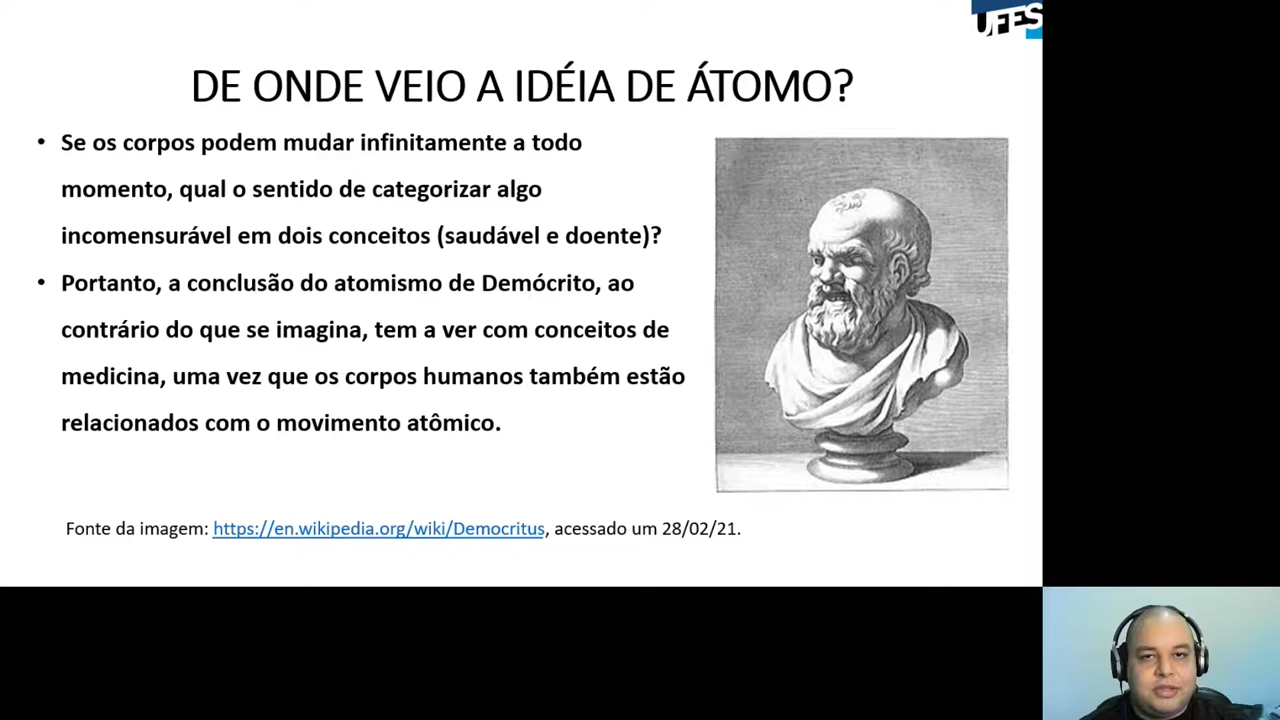 UFES
DE ONDE VEIO A IDÉIA DE ÁTOMO?
• Se os corpos podem mudar infinitamente a todo
momento, qual o sentido de categorizar algo
incomensurável em dois conceitos (saudável e doente)?
• Portanto, a conclusão do atomismo de Demócrito, ao
contrário do que se imagina, tem a ver com conceitos de
medicina, uma vez que os corpos humanos também estão
relacionados com o movimento atômico.
Fonte da imagem: https://en.wikipedia.org/wiki/Democritus, acessado um 28/02/21.